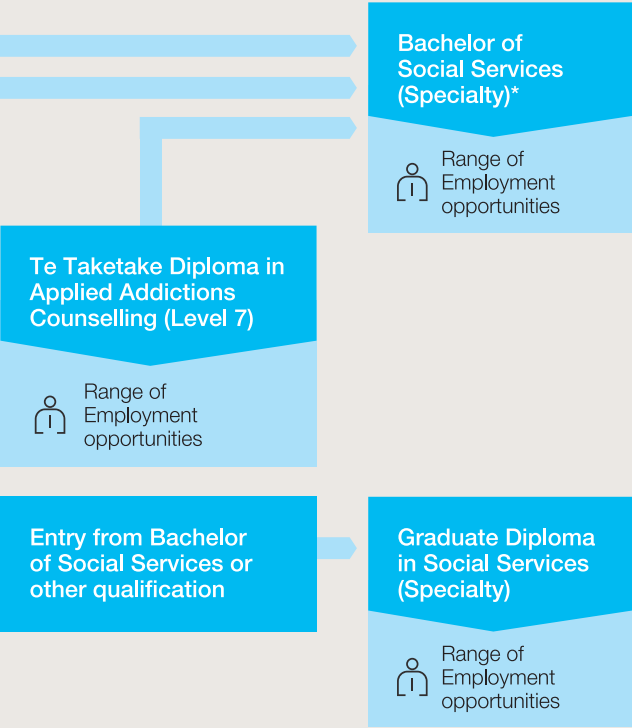 Bachelor of
Social Services
(Specialty)*
Range of
Employment
opportunities
Te Taketake Diploma in
Applied Addictions
Counselling (Level 7)
Range of
Employment
opportunities
Entry from Bachelor
of Social Services or
other qualification
Graduate Diploma
in Social Services
(Specialty)
Range of
Employment
opportunities